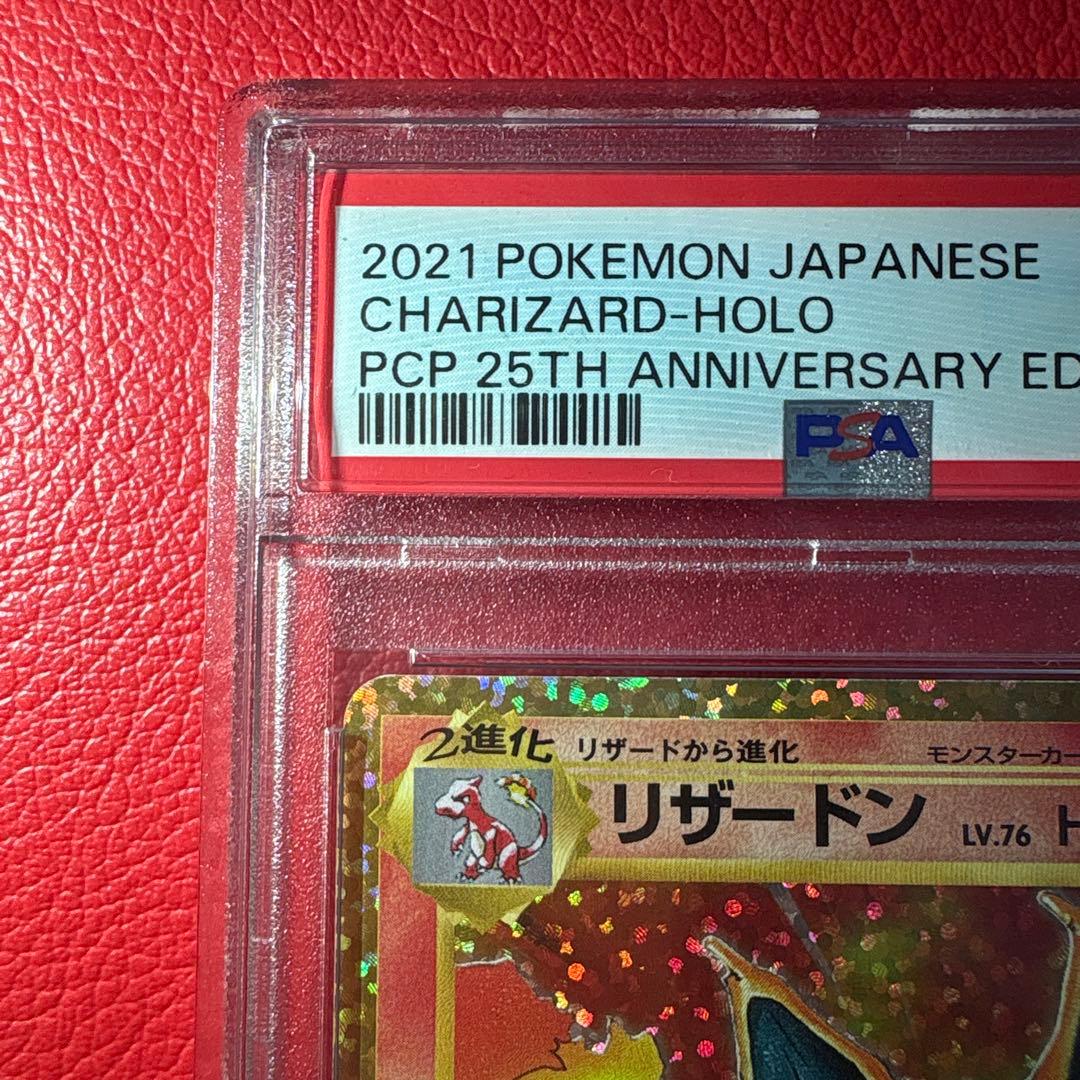 2021 POKEMON JAPANESE
CHARIZARD-HOLO
PCP 25TH ANNIVERSARY ED
PSA
2進化 リザードから進化 モンスターカー
リザードン LV.76 H